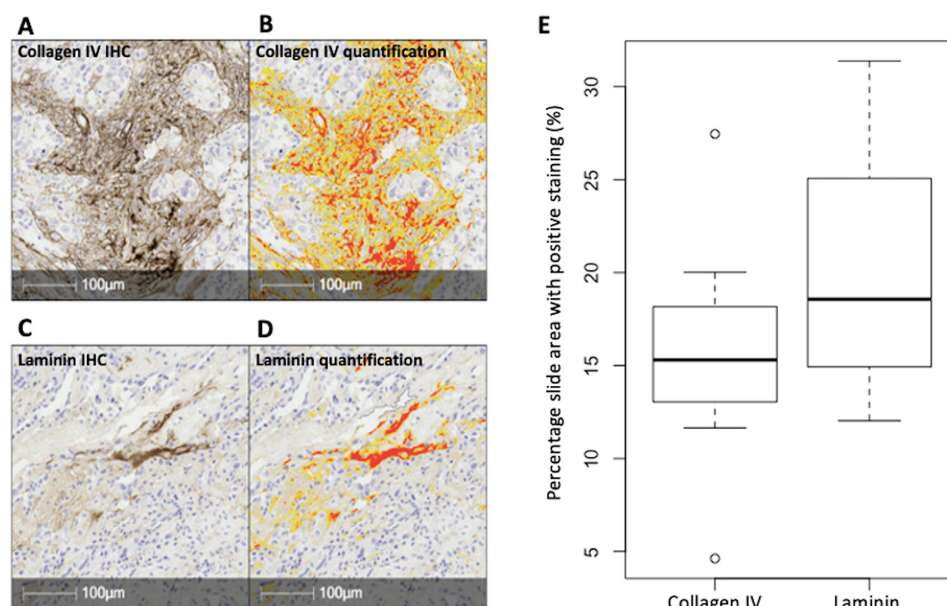 A
B
Collagen IV IHC
Collagen IV quantification
100µm
100µm
C
D
Laminin IHC
Laminin quantification
100µm
100µm
E
Percentage slide area with positive staining (%)
30
25
20
15
10
5
Collagen IV
Laminin